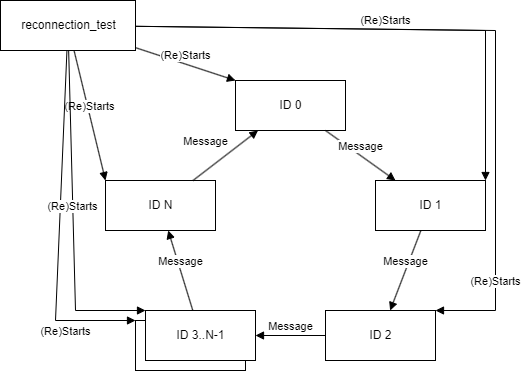 reconnection_test
(Re)Starts
(Re)Starts
ID 0
(Re)Starts
Message
Message
ID N
ID 1
(Re)Starts
Message
Message
(Re)Starts
(Re)Starts
ID 3..N-1
Message
ID 2